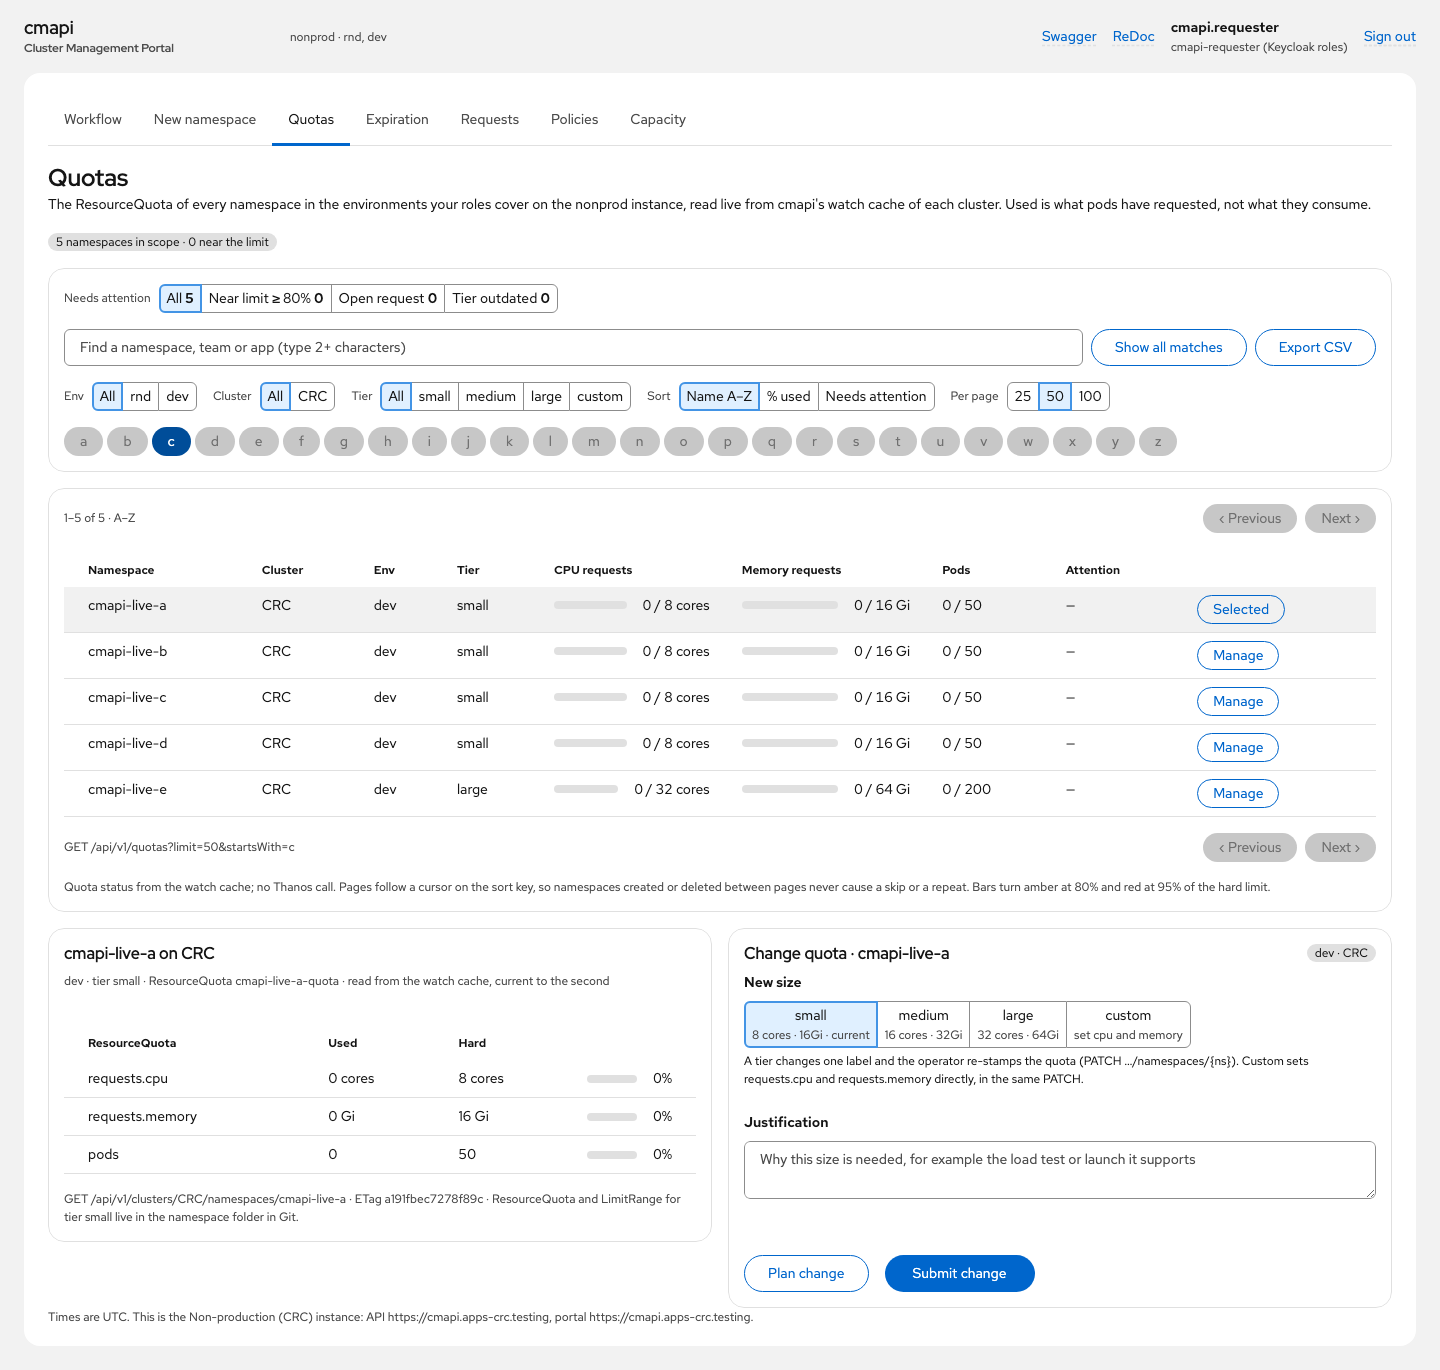 cmapi
Cluster Management Portal
nonprod · rnd, dev
Swagger
ReDoc
cmapi.requester
cmapi-requester (Keycloak roles)
Sign out
Workflow New namespace Quotas Expiration Requests Policies Capacity
Quotas
The ResourceQuota of every namespace in the environments your roles cover on the nonprod instance, read live from cmapi's watch cache of each cluster. Used is what pods have requested, not what they consume.
5 namespaces in scope · 0 near the limit
Needs attention All 5 Near limit ≥ 80% 0 Open request 0 Tier outdated 0
Find a namespace, team or app (type 2+ characters) Show all matches Export CSV
Env All rnd dev Cluster All CRC Tier All small medium large custom Sort Name A–Z % used Needs attention Per page 25 50 100
a b c d e f g h i j k l m n o p q r s t u v w x y z
1–5 of 5 · A–Z ‹ Previous Next ›
Namespace Cluster Env Tier CPU requests Memory requests Pods Attention
cmapi-live-a CRC dev small 0 / 8 cores 0 / 16 Gi 0 / 50 — Selected
cmapi-live-b CRC dev small 0 / 8 cores 0 / 16 Gi 0 / 50 — Manage
cmapi-live-c CRC dev small 0 / 8 cores 0 / 16 Gi 0 / 50 — Manage
cmapi-live-d CRC dev small 0 / 8 cores 0 / 16 Gi 0 / 50 — Manage
cmapi-live-e CRC dev large 0 / 32 cores 0 / 64 Gi 0 / 200 — Manage
GET /api/v1/quotas?limit=50&startsWith=c ‹ Previous Next ›
Quota status from the watch cache; no Thanos call. Pages follow a cursor on the sort key, so namespaces created or deleted between pages never cause a skip or a repeat. Bars turn amber at 80% and red at 95% of the hard limit.
cmapi-live-a on CRC
dev · tier small · ResourceQuota cmapi-live-a-quota · read from the watch cache, current to the second
ResourceQuota Used Hard
requests.cpu 0 cores 8 cores 0%
requests.memory 0 Gi 16 Gi 0%
pods 0 50 0%
GET /api/v1/clusters/CRC/namespaces/cmapi-live-a · ETag a191fbec7278f89c · ResourceQuota and LimitRange for
tier small live in the namespace folder in Git.
Change quota · cmapi-live-a dev · CRC
New size
small medium large custom
8 cores · 16Gi · current 16 cores · 32Gi 32 cores · 64Gi set cpu and memory
A tier changes one label and the operator re-stamps the quota (PATCH …/namespaces/{ns}). Custom sets
requests.cpu and requests.memory directly, in the same PATCH.
Justification
Why this size is needed, for example the load test or launch it supports
Plan change Submit change
Times are UTC. This is the Non-production (CRC) instance: API https://cmapi.apps-crc.testing, portal https://cmapi.apps-crc.testing.